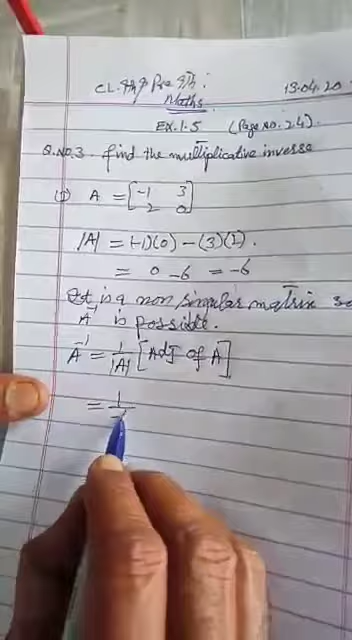 Maths 13.04.20
Ex.1.5 (Page no. 24).
Q.No.3. find the multiplicative inverse
(i) A = [-1 3
2 0]
|A| = (-1)(0) - (3)(2).
= 0 - 6 = -6
It is a non singular matrix so
A⁻¹ is possible.
A⁻¹ = 1/|A| [Adj of A]
= 1/-